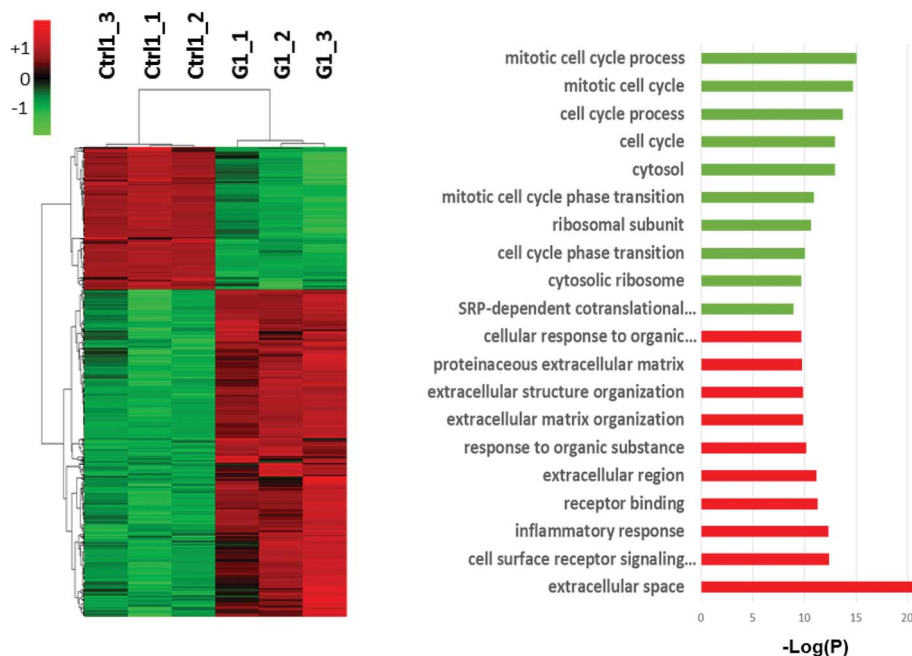 Ctrl1_3
Ctrl1_1
Ctrl1_2
G1_1
G1_2
G1_3
+1
0
-1
mitotic cell cycle process
mitotic cell cycle
cell cycle process
cell cycle
cytosol
mitotic cell cycle phase transition
ribosomal subunit
cell cycle phase transition
cytosolic ribosome
SRP-dependent cotranslational...
cellular response to organic...
proteinaceous extracellular matrix
extracellular structure organization
extracellular matrix organization
response to organic substance
extracellular region
receptor binding
inflammatory response
cell surface receptor signaling...
extracellular space
0 5 10 15 20
-Log(P)